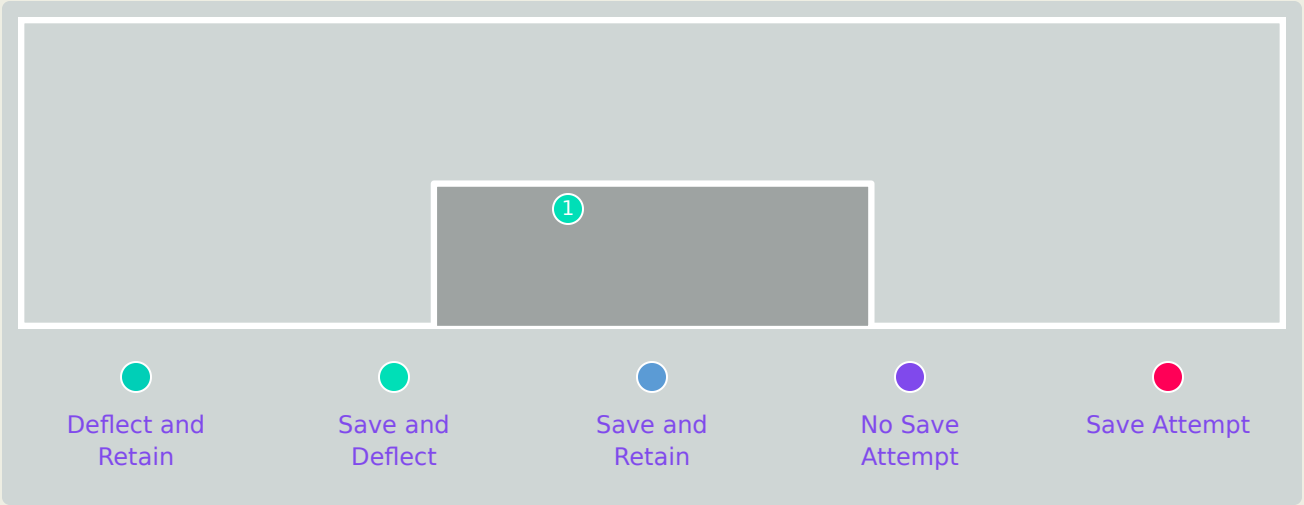 1
Deflect and
Retain
Save and
Deflect
Save and
Retain
No Save
Attempt
Save Attempt